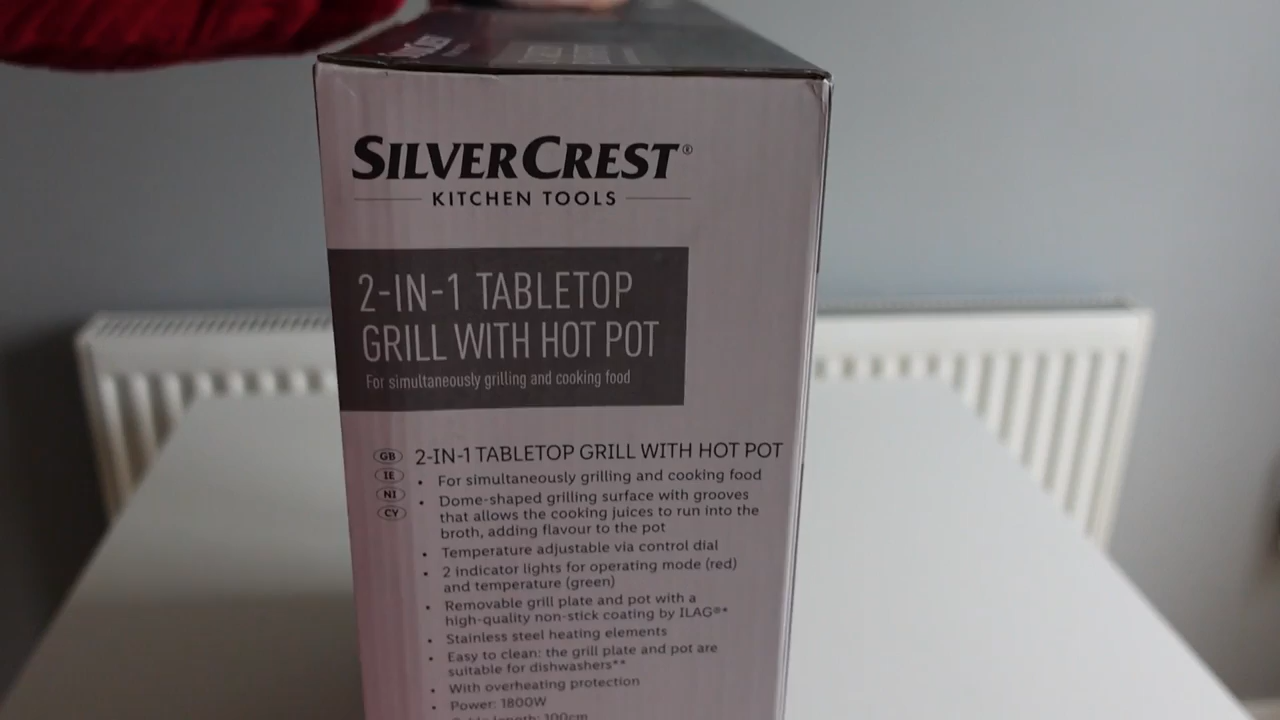 SILVERCREST®
KITCHEN TOOLS
2-IN-1 TABLETOP
GRILL WITH HOT POT
For simultaneously grilling and cooking food
GB
IE
NI
CY
2-IN-1 TABLETOP GRILL WITH HOT POT
• For simultaneously grilling and cooking food
• Dome-shaped grilling surface with grooves
that allows the cooking juices to run into the
broth, adding flavour to the pot
• Temperature adjustable via control dial
• 2 indicator lights for operating mode (red)
and temperature (green)
• Removable grill plate and pot with a
high-quality non-stick coating by ILAG®*
• Stainless steel heating elements
• Easy to clean: the grill plate and pot are
suitable for dishwashers**
• With overheating protection
• Power: 1800W
length: 100cm